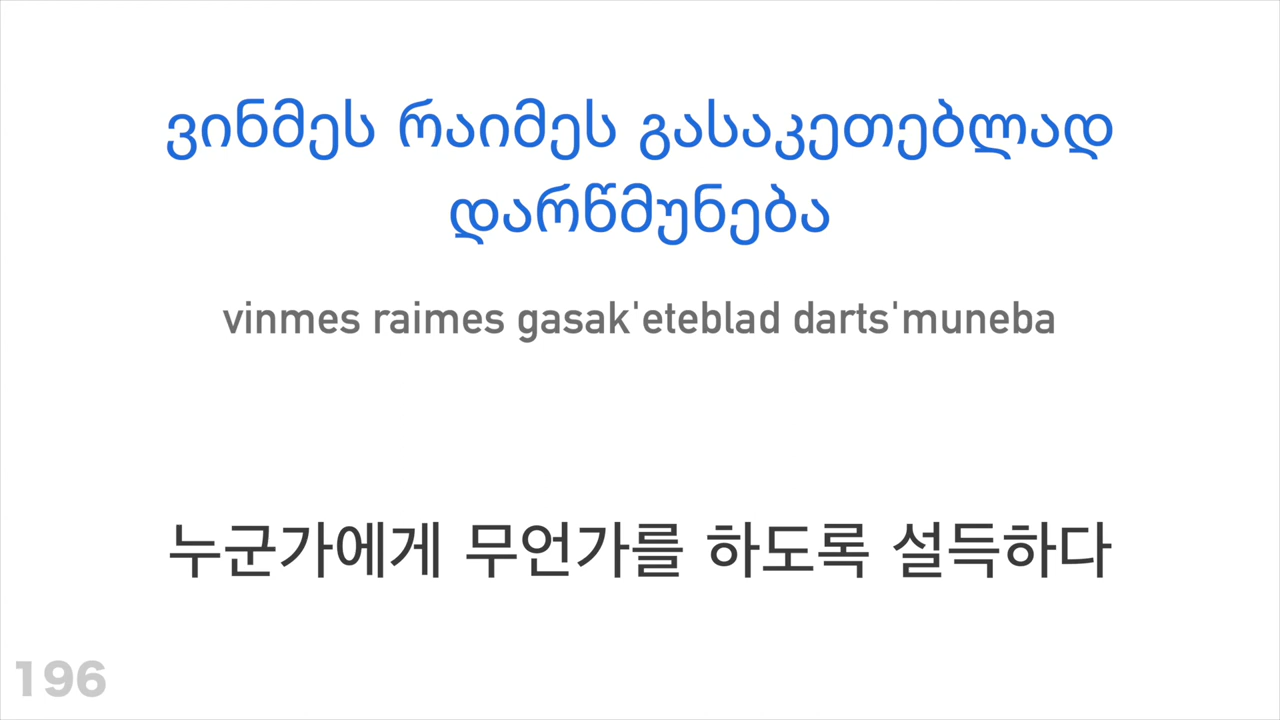 ვინმეს რაიმეს გასაკეთებლად
დარწმუნება
vinmes raimes gasak'eteblad darts'muneba
누군가에게 무언가를 하도록 설득하다
196